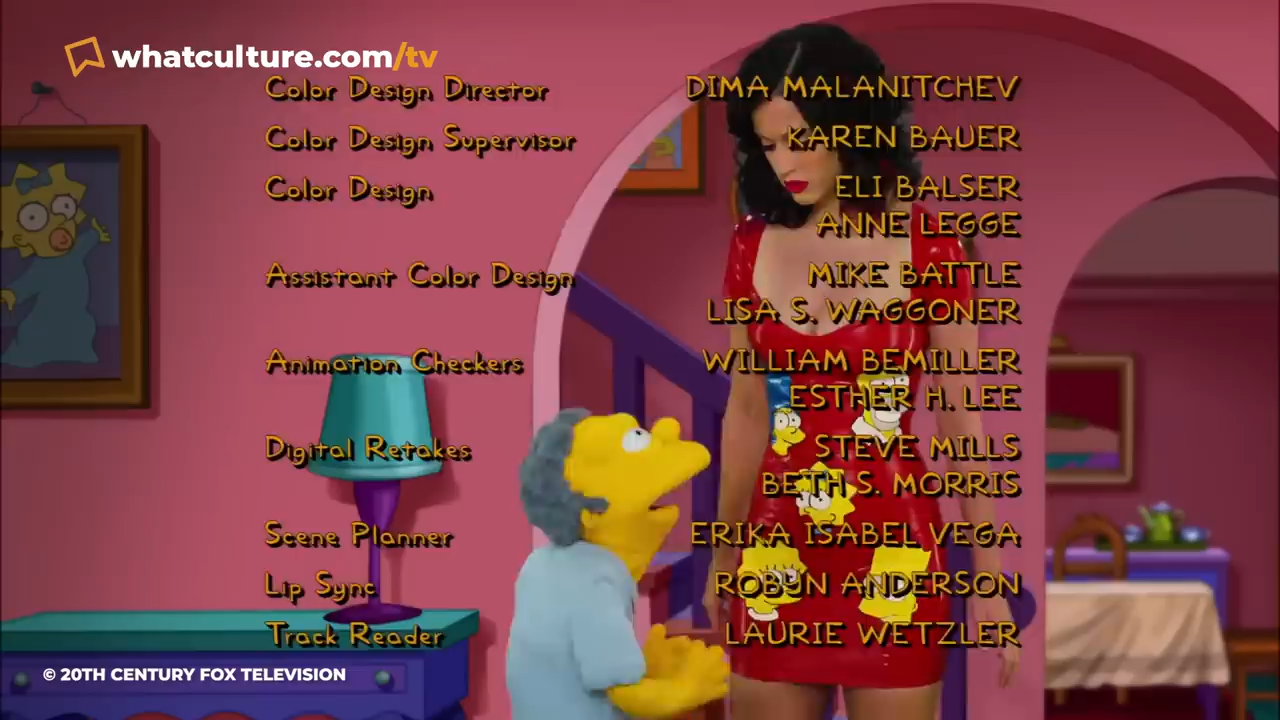 whatculture.com/tv
Color Design Director DIMA MALANITCHEV
Color Design Supervisor KAREN BAUER
Color Design ELI BALSER
ANNE LEGGE
Assistant Color Design MIKE BATTLE
LISA S. WAGGONER
Animation Checkers WILLIAM BEMILLER
ESTHER H. LEE
Digital Retakes STEVE MILLS
BETH S. MORRIS
Scene Planner ERIKA ISABEL VEGA
Lip Sync ROBYN ANDERSON
Track Reader LAURIE WETZLER
© 20TH CENTURY FOX TELEVISION